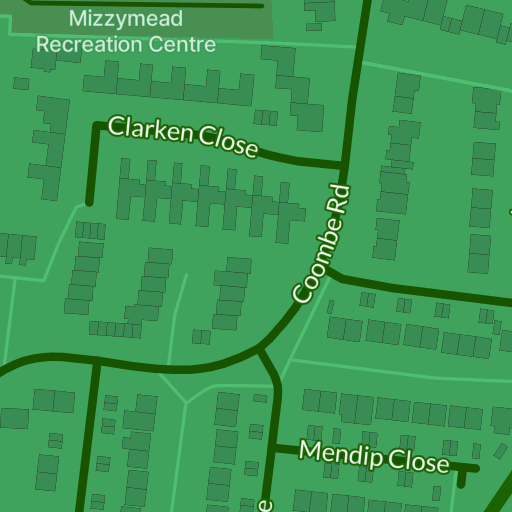 Mizzymead
Recreation Centre
Clarken Close
Coombe Rd
Mendip Close
e